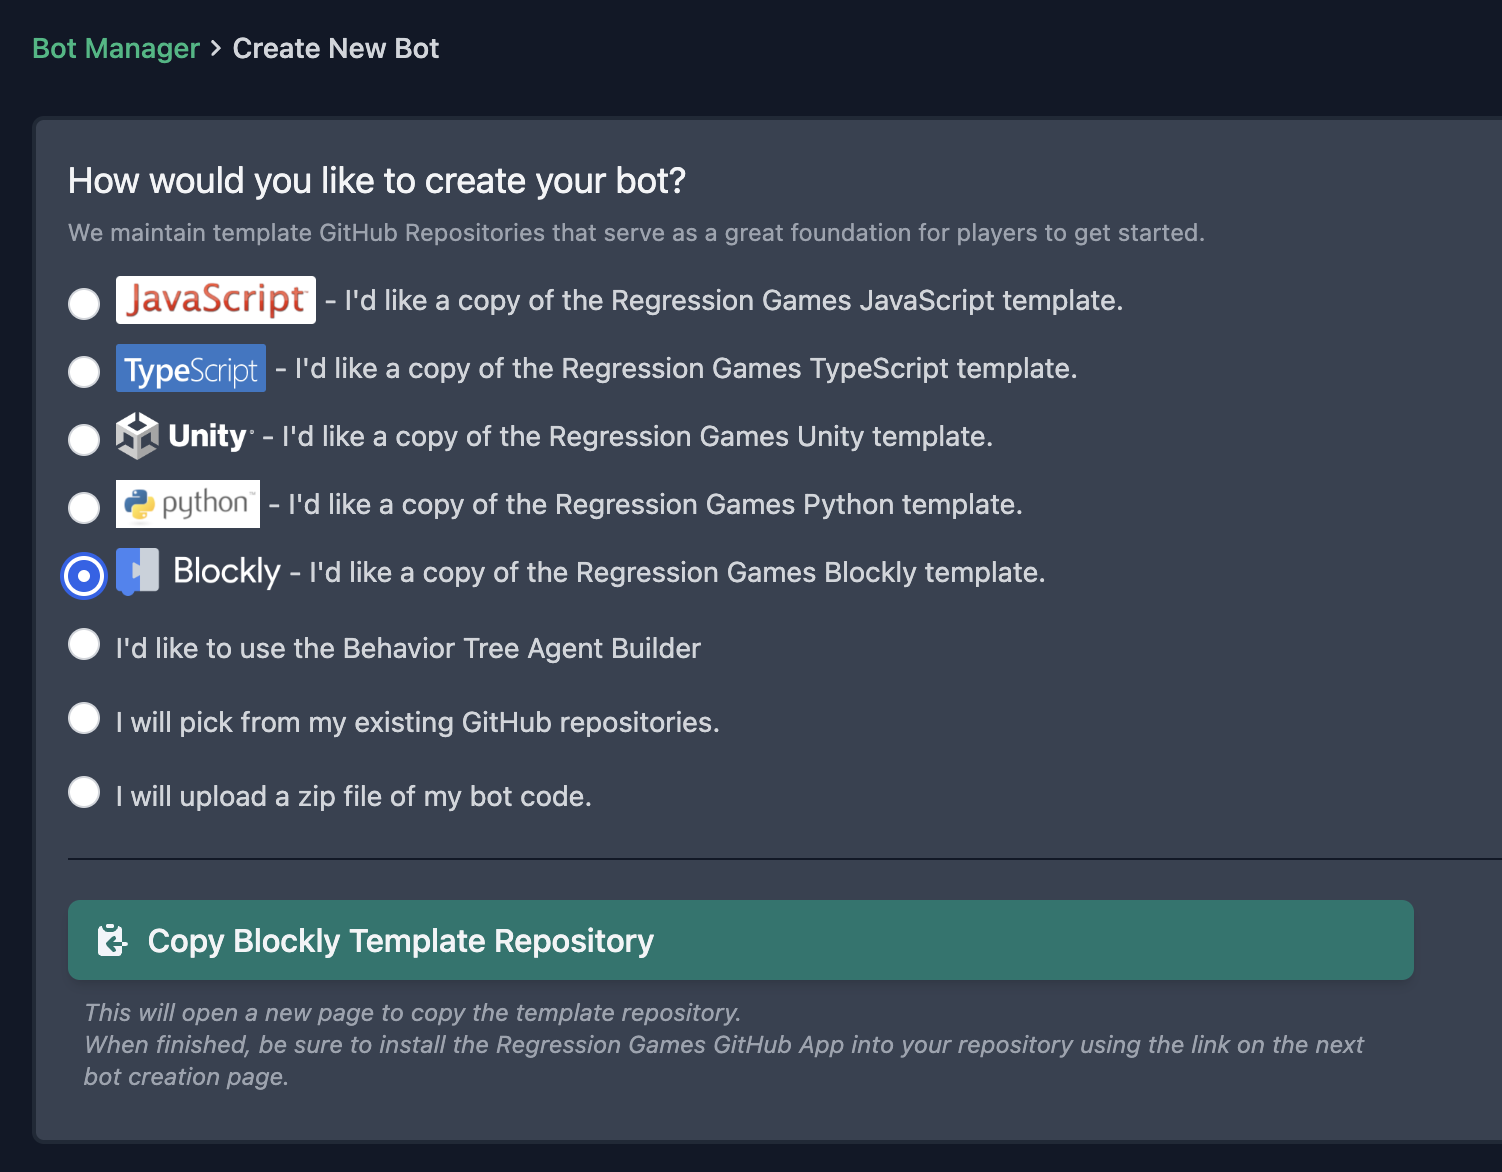 Bot Manager > Create New Bot
How would you like to create your bot?
We maintain template GitHub Repositories that serve as a great foundation for players to get started.
JavaScript - I'd like a copy of the Regression Games JavaScript template.
TypeScript - I'd like a copy of the Regression Games TypeScript template.
Unity - I'd like a copy of the Regression Games Unity template.
python™ - I'd like a copy of the Regression Games Python template.
Blockly - I'd like a copy of the Regression Games Blockly template.
I'd like to use the Behavior Tree Agent Builder
I will pick from my existing GitHub repositories.
I will upload a zip file of my bot code.
Copy Blockly Template Repository
This will open a new page to copy the template repository.
When finished, be sure to install the Regression Games GitHub App into your repository using the link on the next
bot creation page.